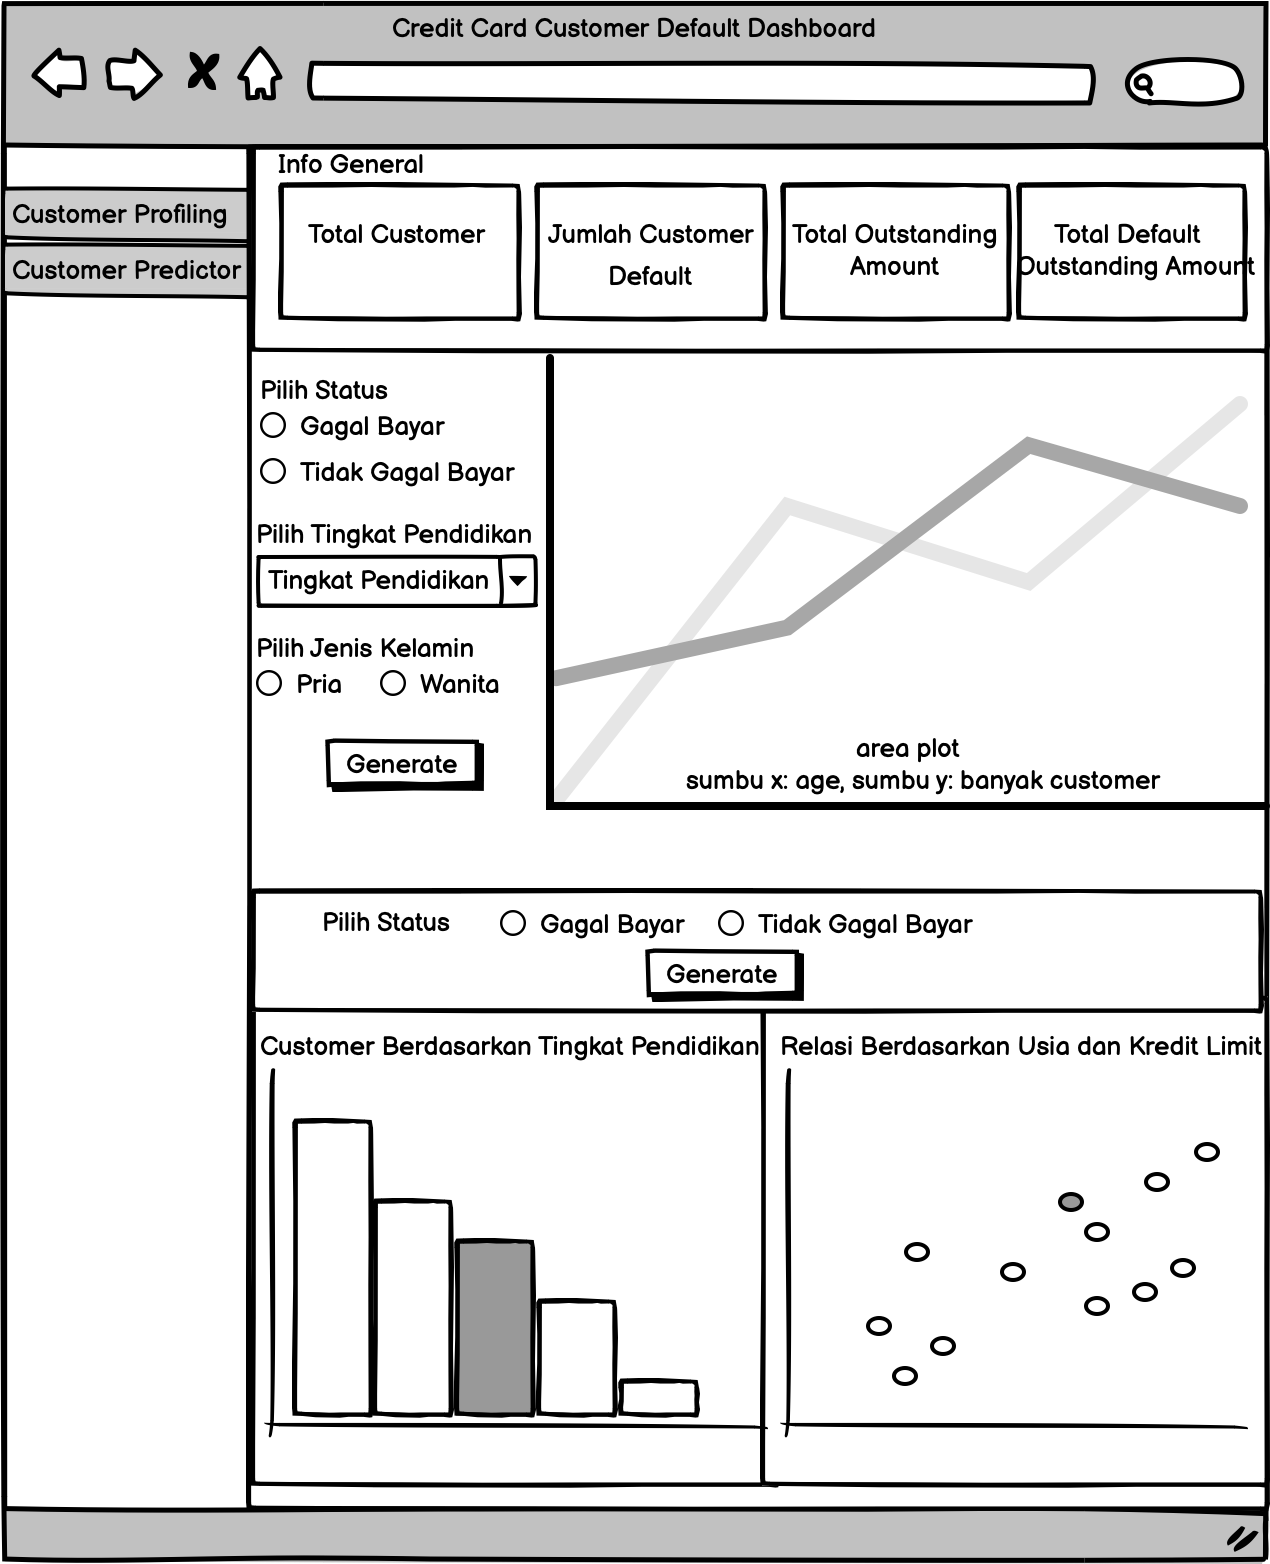 Credit Card Customer Default Dashboard
Customer Profiling
Customer Predictor
Info General
Total Customer
Jumlah Customer
Default
Total Outstanding
Amount
Total Default
Outstanding Amount
Pilih Status
Gagal Bayar
Tidak Gagal Bayar
Pilih Tingkat Pendidikan
Tingkat Pendidikan
Pilih Jenis Kelamin
Pria
Wanita
Generate
area plot
sumbu x: age, sumbu y: banyak customer
Pilih Status
Gagal Bayar
Tidak Gagal Bayar
Generate
Customer Berdasarkan Tingkat Pendidikan
Relasi Berdasarkan Usia dan Kredit Limit